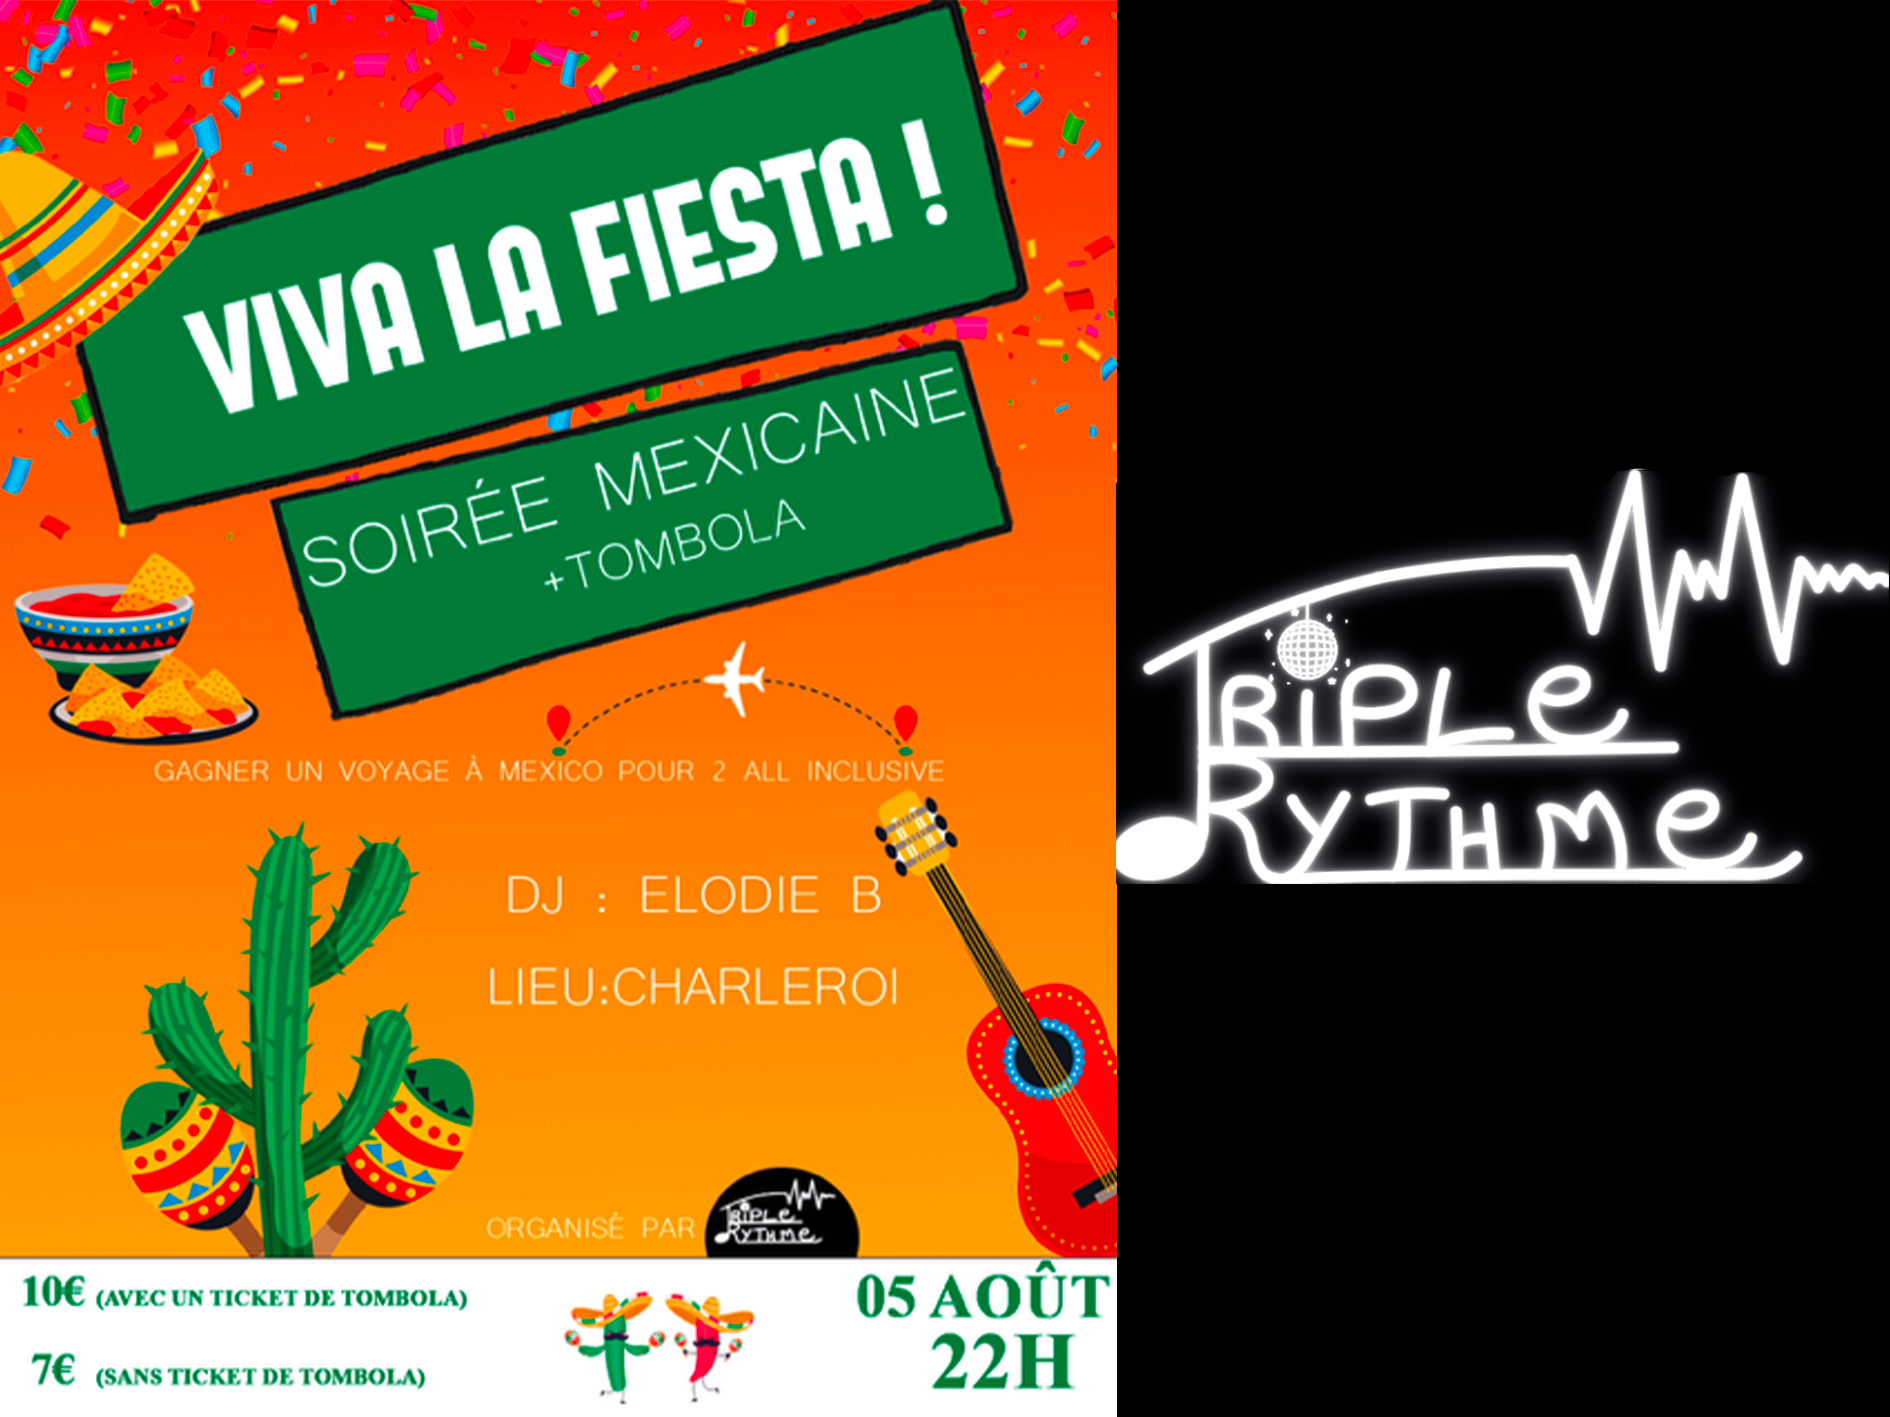 VIVA LA FIESTA !
SOIRÉE MEXICAINE
+TOMBOLA
GAGNER UN VOYAGE À MEXICO POUR 2 ALL INCLUSIVE
DJ : ELODIE B
LIEU:CHARLEROI
ORGANISÉ PAR
TRIPLE
RYTHME
10€ (AVEC UN TICKET DE TOMBOLA)
7€ (SANS TICKET DE TOMBOLA)
05 AOÛT
22H
TRIPLe
RYTHMe